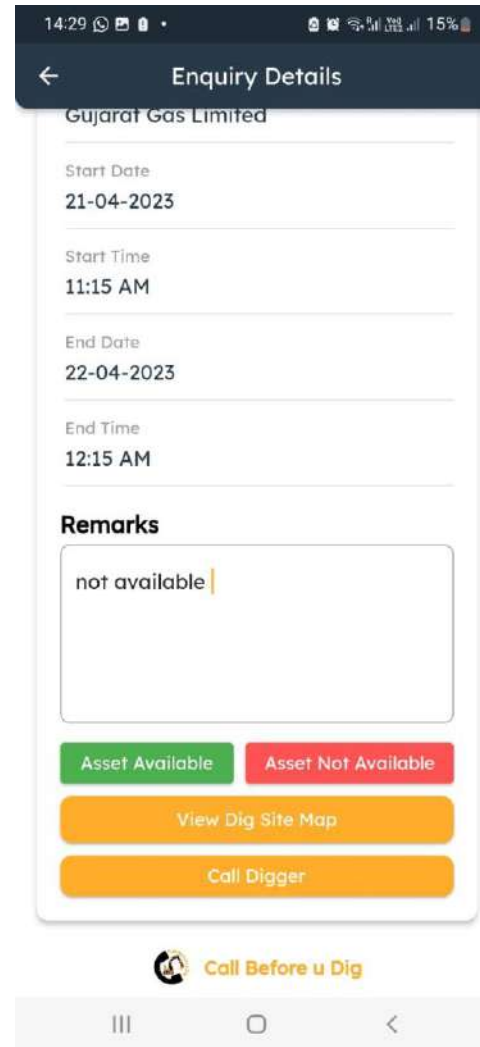 14:29 15%
Enquiry Details
Gujarat Gas Limited
Start Date
21-04-2023
Start Time
11:15 AM
End Date
22-04-2023
End Time
12:15 AM
Remarks
not available
Asset Available Asset Not Available
View Dig Site Map
Call Digger
Call Before u Dig